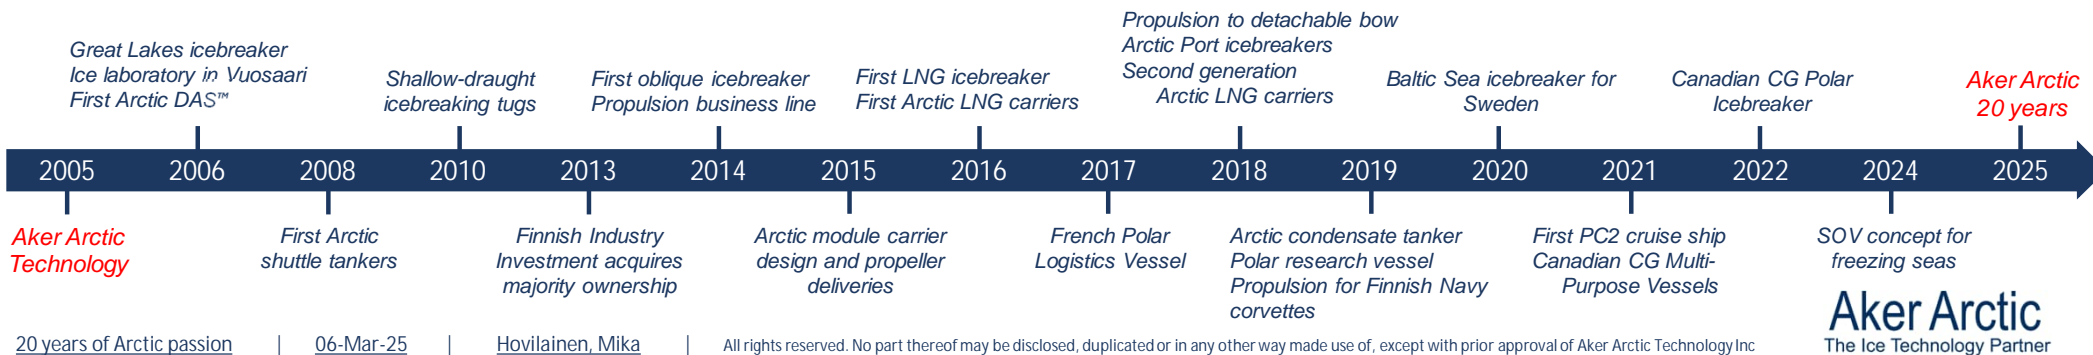 Great Lakes icebreaker
Ice laboratory in Vuosaari
First Arctic DAS™
Shallow-draught
icebreaking tugs
First oblique icebreaker
Propulsion business line
First LNG icebreaker
First Arctic LNG carriers
Propulsion to detachable bow
Arctic Port icebreakers
Second generation
Arctic LNG carriers
Baltic Sea icebreaker for
Sweden
Canadian CG Polar
Icebreaker
Aker Arctic
20 years
2005 2006 2008 2010 2013 2014 2015 2016 2017 2018 2019 2020 2021 2022 2024 2025
Aker Arctic
Technology
First Arctic
shuttle tankers
Finnish Industry
Investment acquires
majority ownership
Arctic module carrier
design and propeller
deliveries
French Polar
Logistics Vessel
Arctic condensate tanker
Polar research vessel
Propulsion for Finnish Navy
corvettes
First PC2 cruise ship
Canadian CG Multi-
Purpose Vessels
SOV concept for
freezing seas
Aker Arctic
The Ice Technology Partner
20 years of Arctic passion | 06-Mar-25 | Hovilainen, Mika | All rights reserved. No part thereof may be disclosed, duplicated or in any other way made use of, except with prior approval of Aker Arctic Technology Inc